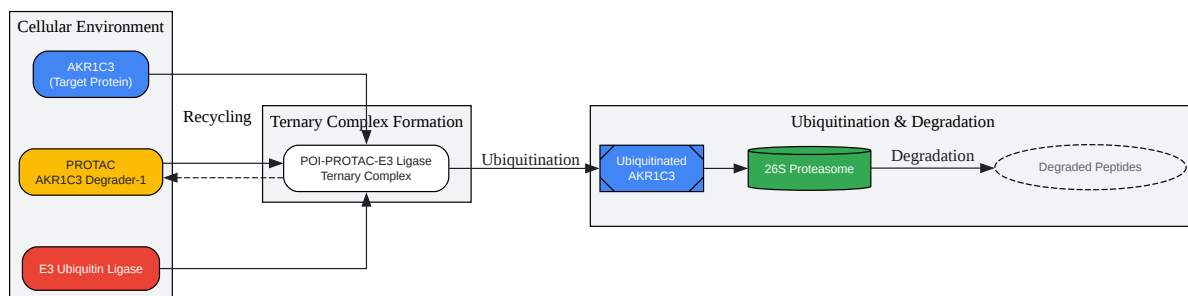 Cellular Environment
AKR1C3
(Target Protein)
PROTAC
AKR1C3 Degrader-1
E3 Ubiquitin Ligase
Recycling
Ternary Complex Formation
POI-PROTAC-E3 Ligase
Ternary Complex
Ubiquitination
Ubiquitination & Degradation
Ubiquitinated
AKR1C3
26S Proteasome
Degradation
Degraded Peptides